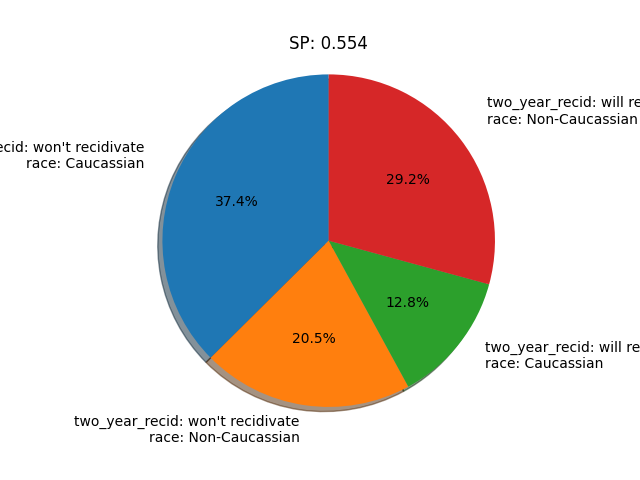 SP: 0.554
two_year_recid: will re
race: Non-Caucassian
won't recidivate
race: Caucassian
29.2%
37.4%
12.8%
20.5%
two_year_recid: will re
race: Caucassian
two_year_recid: won't recidivate
race: Non-Caucassian